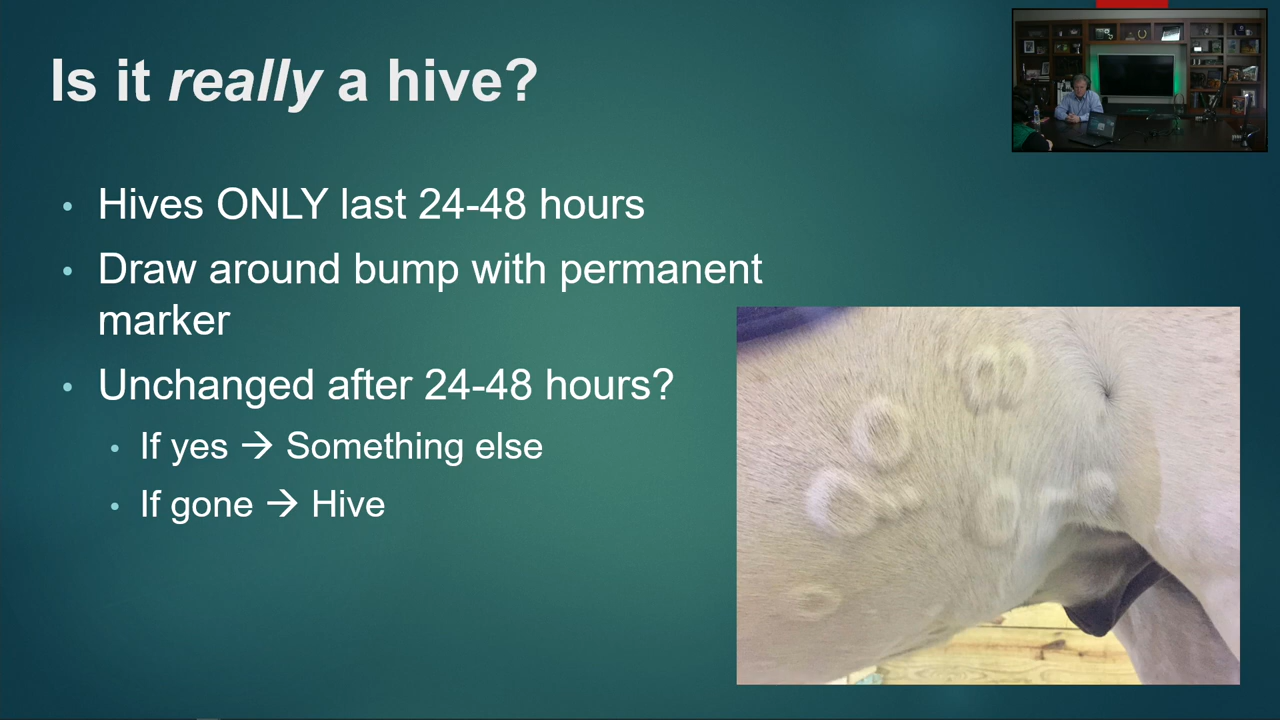 Is it really a hive?
• Hives ONLY last 24-48 hours
• Draw around bump with permanent
marker
• Unchanged after 24-48 hours?
• If yes → Something else
• If gone → Hive